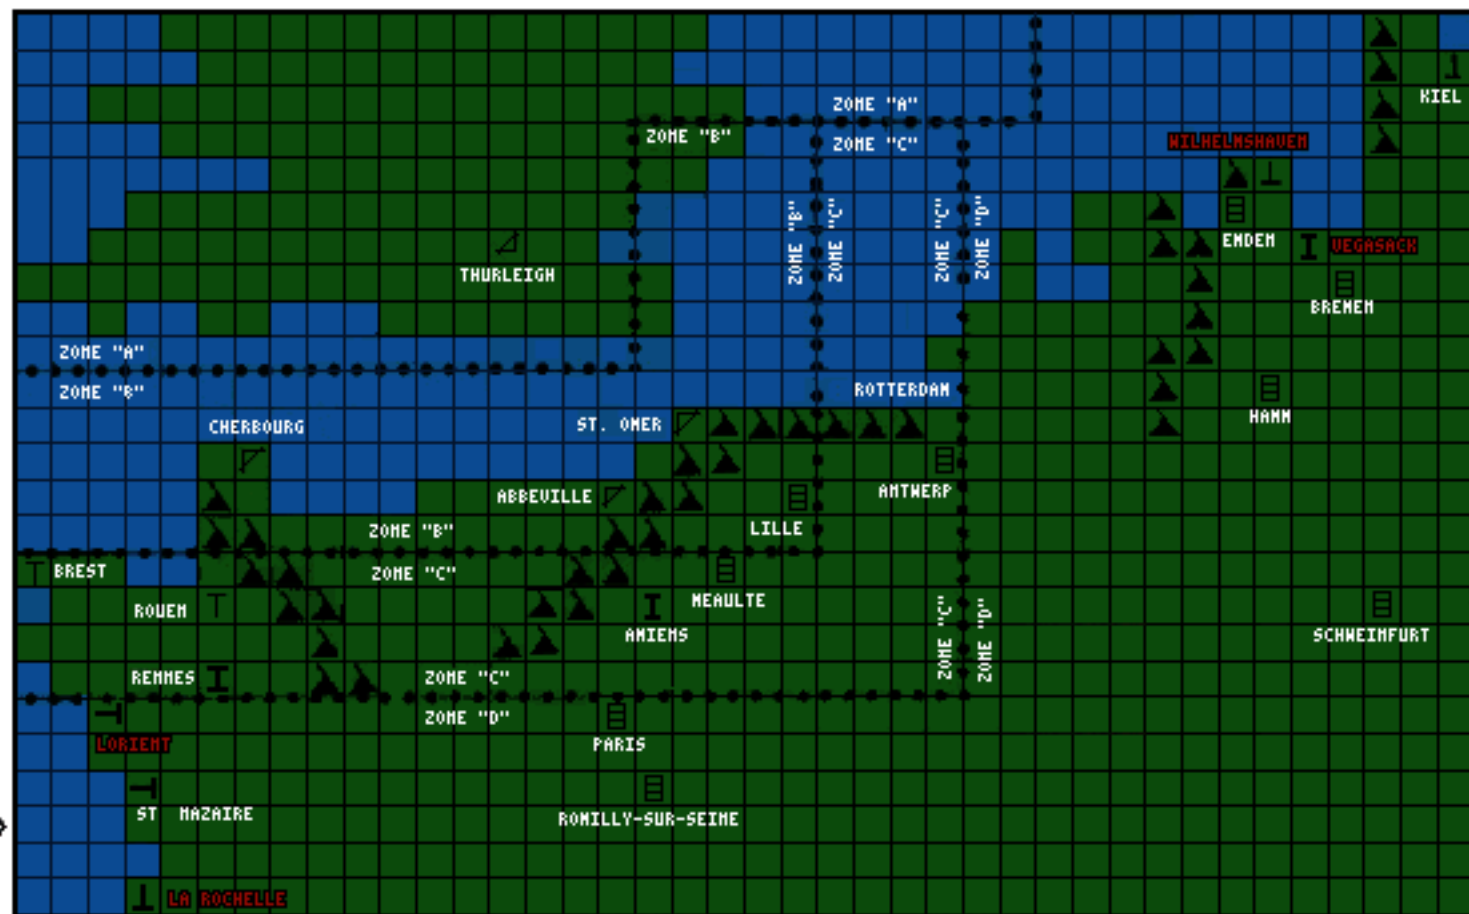 ZONE "A"
KIEL
ZONE "B"
ZONE "C"
WILHELMSHAVEN
ZONE "B"
ZONE "C"
ZONE "C"
ZONE "D"
EMDEN
VEGASACK
THURLEIGH
BREMEN
ZONE "A"
ZONE "B"
ROTTERDAM
HAMM
CHERBOURG
ST. OMER
ANTWERP
ABBEVILLE
ZONE "B"
LILLE
BREST
ZONE "C"
ROUEN
MEAULTE
AMIENS
ZONE "C"
ZONE "D"
SCHWEINFURT
RENNES
ZONE "C"
ZONE "D"
LORIENT
PARIS
ST NAZAIRE
ROMILLY-SUR-SEINE
LA ROCHELLE